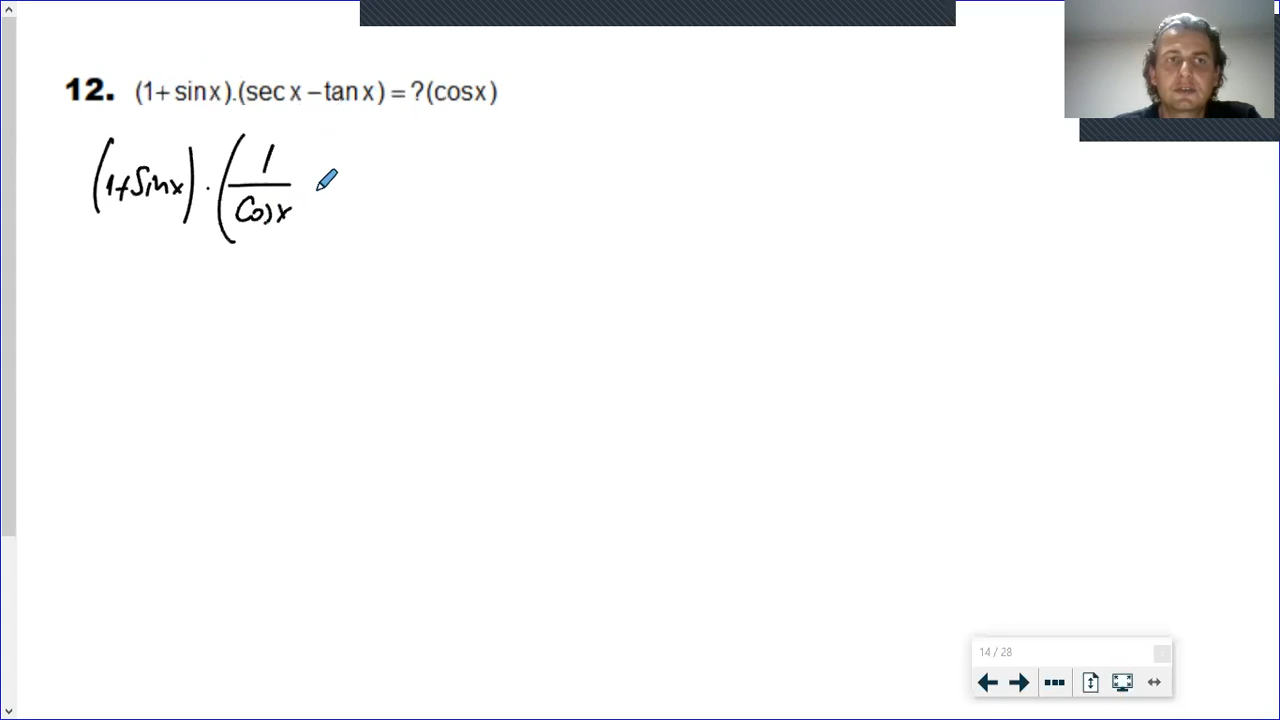 12. (1+ sinx).(sec x – tan x) = ?(cosx)
(1+Sinx) · (1/Cosx
14 / 28